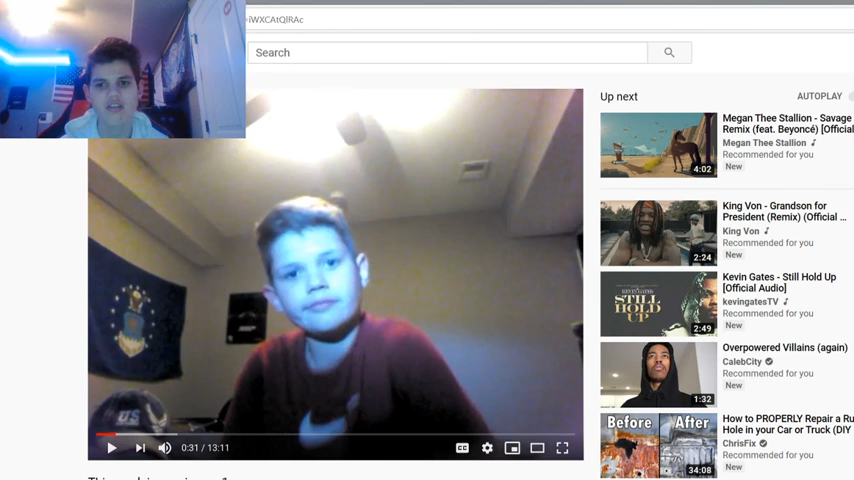 iWXCAtQlRAc
Search
Up next
AUTOPLAY
Megan Thee Stallion - Savage
Remix (feat. Beyoncé) [Official
Megan Thee Stallion
Recommended for you
New
4:02
King Von - Grandson for
President (Remix) (Official ...
King Von
Recommended for you
New
2:24
Kevin Gates - Still Hold Up
[Official Audio]
kevingatesTV
Recommended for you
New
STILL
HOLD
UP
2:49
Overpowered Villains (again)
CalebCity
Recommended for you
New
1:32
How to PROPERLY Repair a Ru
Hole in your Car or Truck (DIY
ChrisFix
Recommended for you
New
Before After
34:08
US
0:31 / 13:11
CC